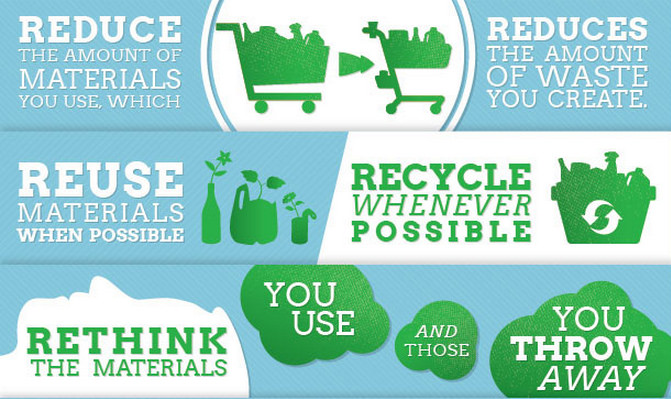 REDUCE
THE AMOUNT OF
MATERIALS
YOU USE, WHICH
REDUCES
THE AMOUNT
OF WASTE
YOU CREATE.
REUSE
MATERIALS
WHEN POSSIBLE
RECYCLE
WHENEVER
POSSIBLE
RETHINK
THE MATERIALS
YOU
USE
AND
THOSE
YOU
THROW
AWAY